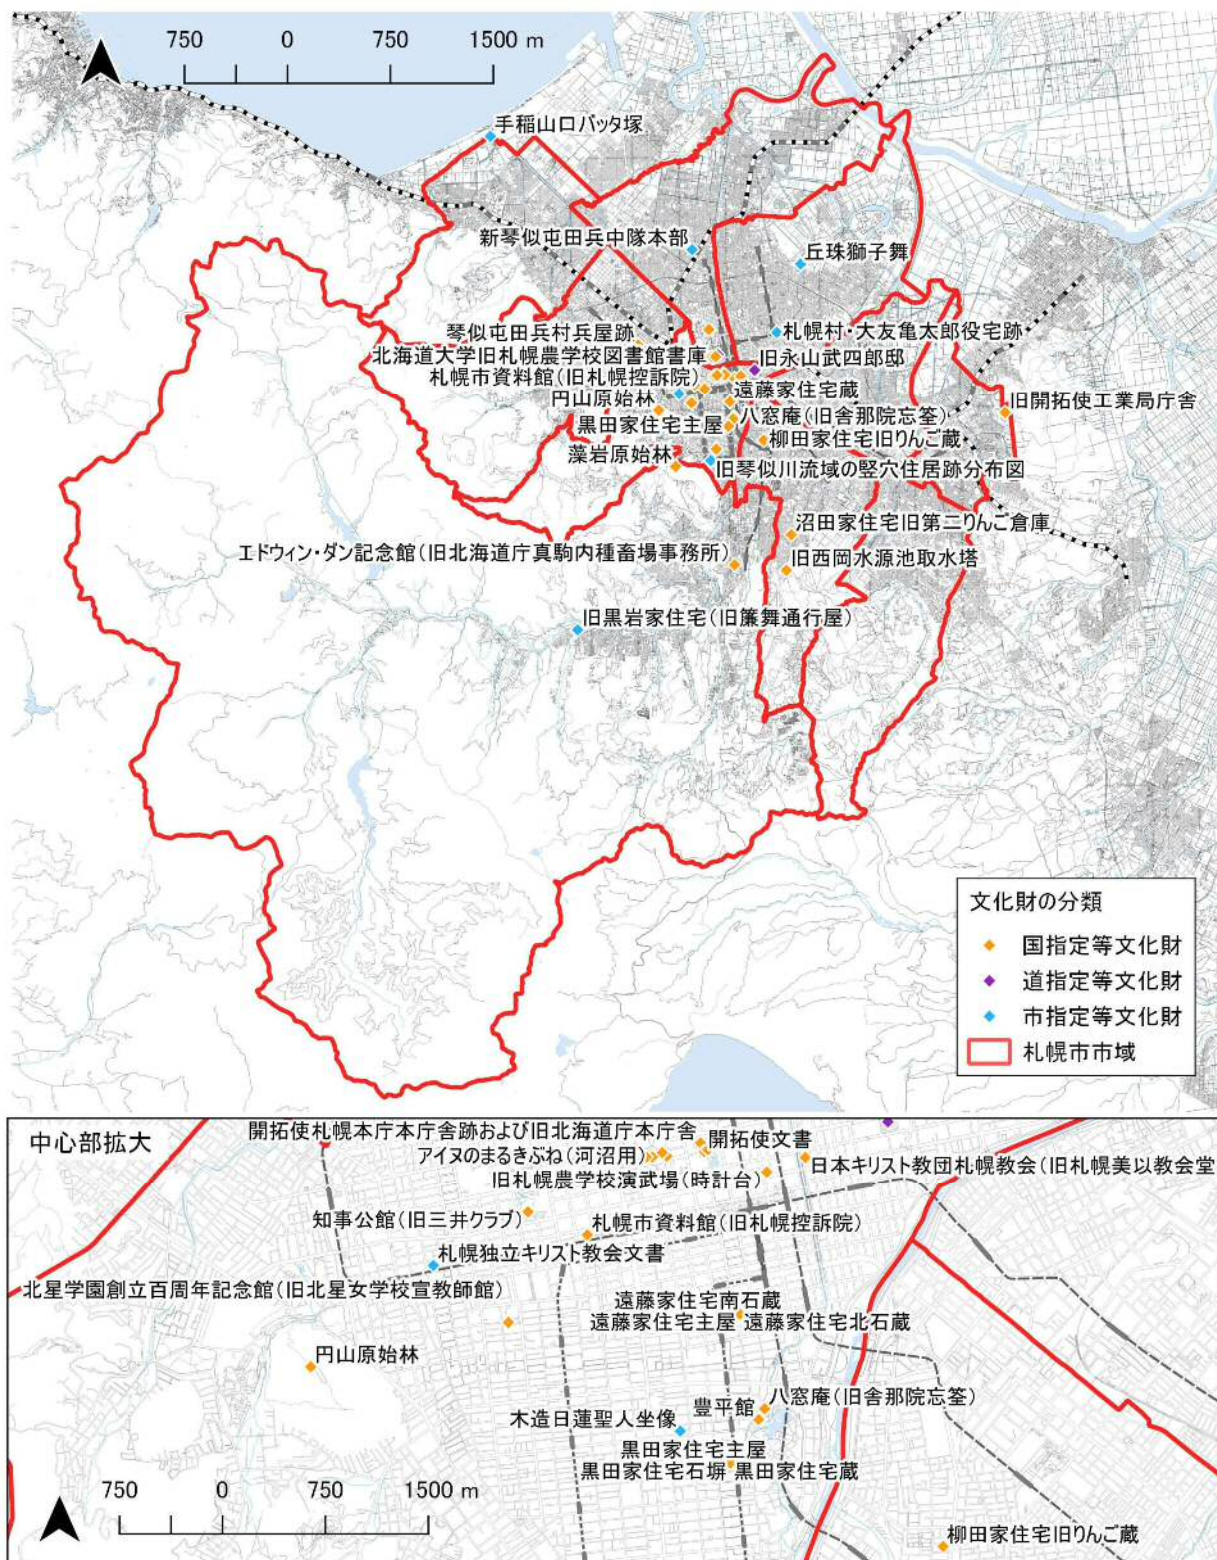 750 0 750 1500 m
手稲山口バッタ塚
新琴似屯田兵中隊本部
丘珠獅子舞
琴似屯田兵村兵屋跡
札幌村・大友亀太郎役宅跡
北海道大学旧札幌農学校図書館書庫
旧永山武四郎邸
札幌市資料館(旧札幌控訴院)
遠藤家住宅蔵
円山原始林
八窓庵(旧舎那院忘筌)
旧開拓使工業局庁舎
黒田家住宅主屋
柳田家住宅旧りんご蔵
藻岩原始林
旧琴似川流域の竪穴住居跡分布図
沼田家住宅旧第二りんご倉庫
エドウィン・ダン記念館(旧北海道庁真駒内種畜場事務所)
旧西岡水源池取水塔
旧黒岩家住宅(旧簾舞通行屋)
文化財の分類
国指定等文化財
道指定等文化財
市指定等文化財
札幌市市域
中心部拡大
開拓使札幌本庁本庁舎跡および旧北海道庁本庁舎
開拓使文書
アイヌのまるきぶね(河沼用)
日本キリスト教団札幌教会(旧札幌美以教会堂
旧札幌農学校演武場(時計台)
知事公館(旧三井クラブ)
札幌市資料館(旧札幌控訴院)
札幌独立キリスト教会文書
北星学園創立百周年記念館(旧北星女学校宣教師館)
遠藤家住宅南石蔵
遠藤家住宅主屋 遠藤家住宅北石蔵
円山原始林
八窓庵(旧舎那院忘筌)
豊平館
木造日蓮聖人坐像
黒田家住宅主屋
黒田家住宅石塀 黒田家住宅蔵
750 0 750 1500 m
柳田家住宅旧りんご蔵